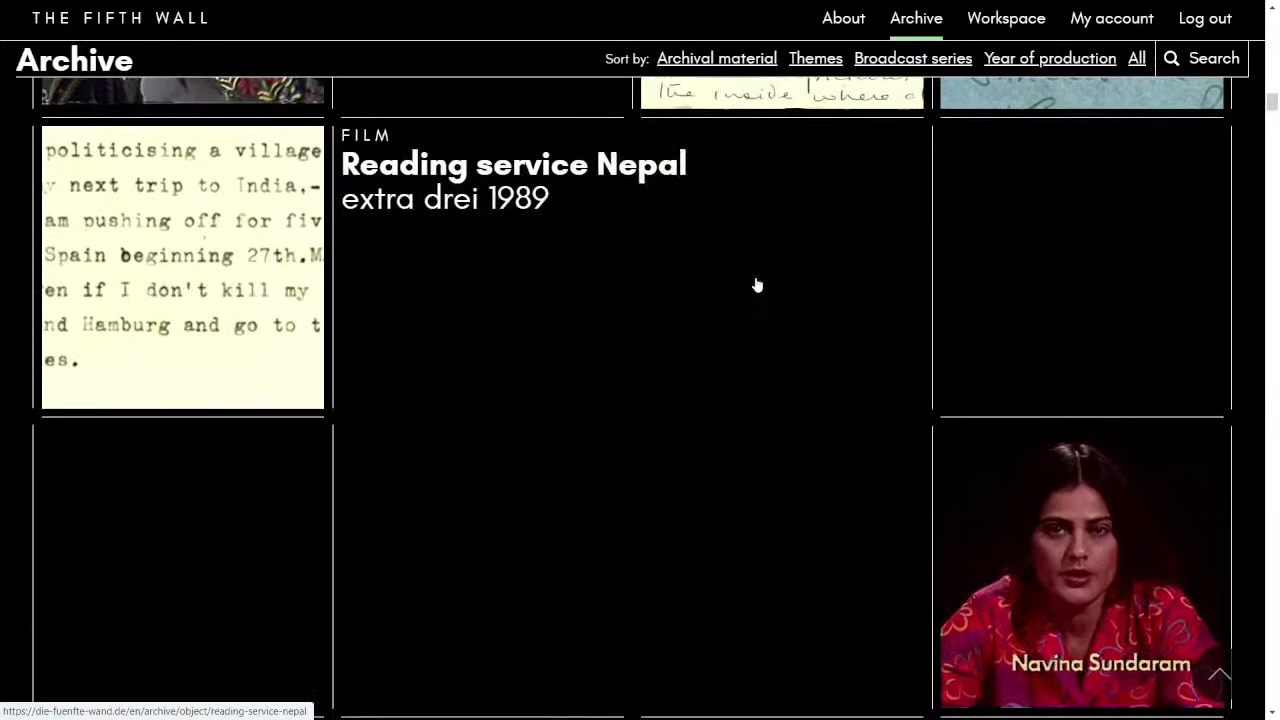 THE FIFTH WALL
About Archive Workspace My account Log out
Archive
Sort by: Archival material Themes Broadcast series Year of production All Search
the inside where
politicising a village
next trip to India,-
am pushing off for fiv
Spain beginning 27th.M
en if I don't kill my
nd Hamburg and go to t
es.
FILM
Reading service Nepal
extra drei 1989
Navina Sundaram
https://die-fuenfte-wand.de/en/archive/object/reading-service-nepal